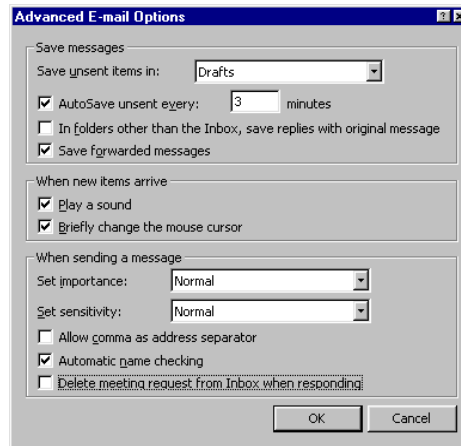 Advanced E-mail Options
Save messages
Save unsent items in: Drafts
AutoSave unsent every: 3 minutes
In folders other than the Inbox, save replies with original message
Save forwarded messages
When new items arrive
Play a sound
Briefly change the mouse cursor
When sending a message
Set importance: Normal
Set sensitivity: Normal
Allow comma as address separator
Automatic name checking
Delete meeting request from Inbox when responding
OK Cancel